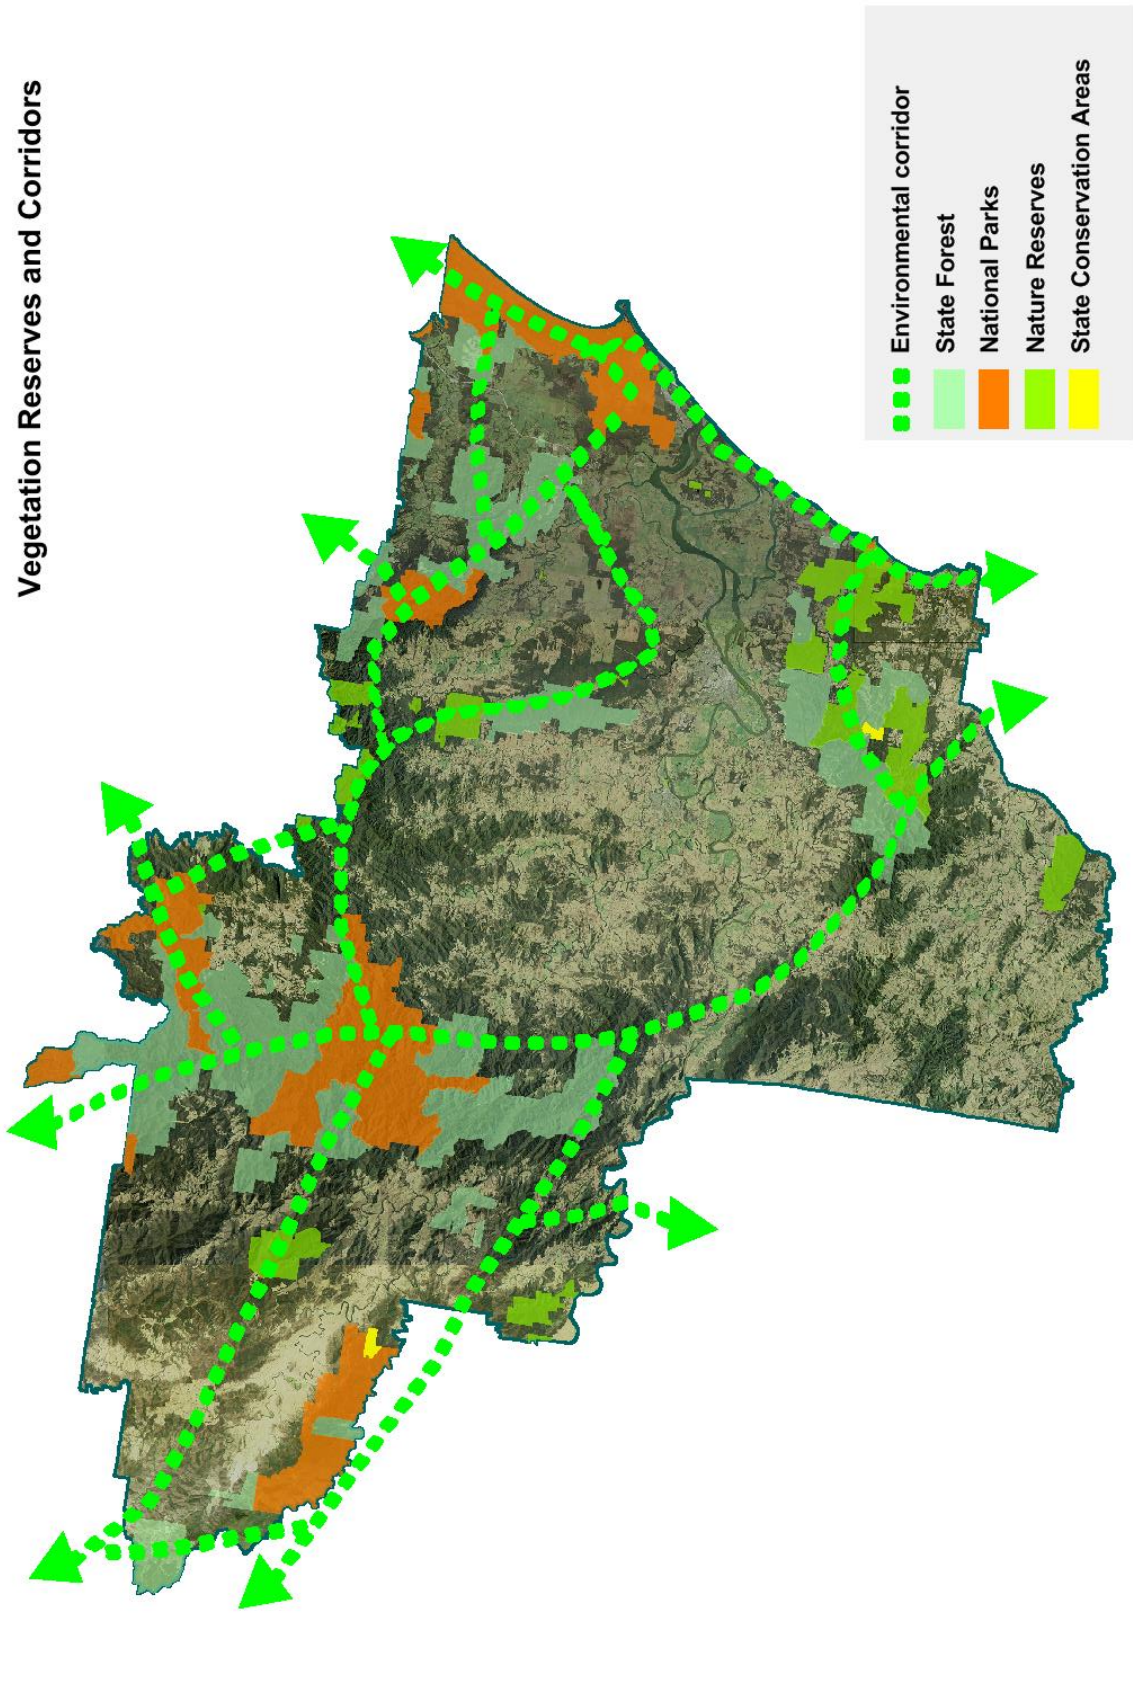 Vegetation Reserves and Corridors
Environmental corridor
State Forest
National Parks
Nature Reserves
State Conservation Areas